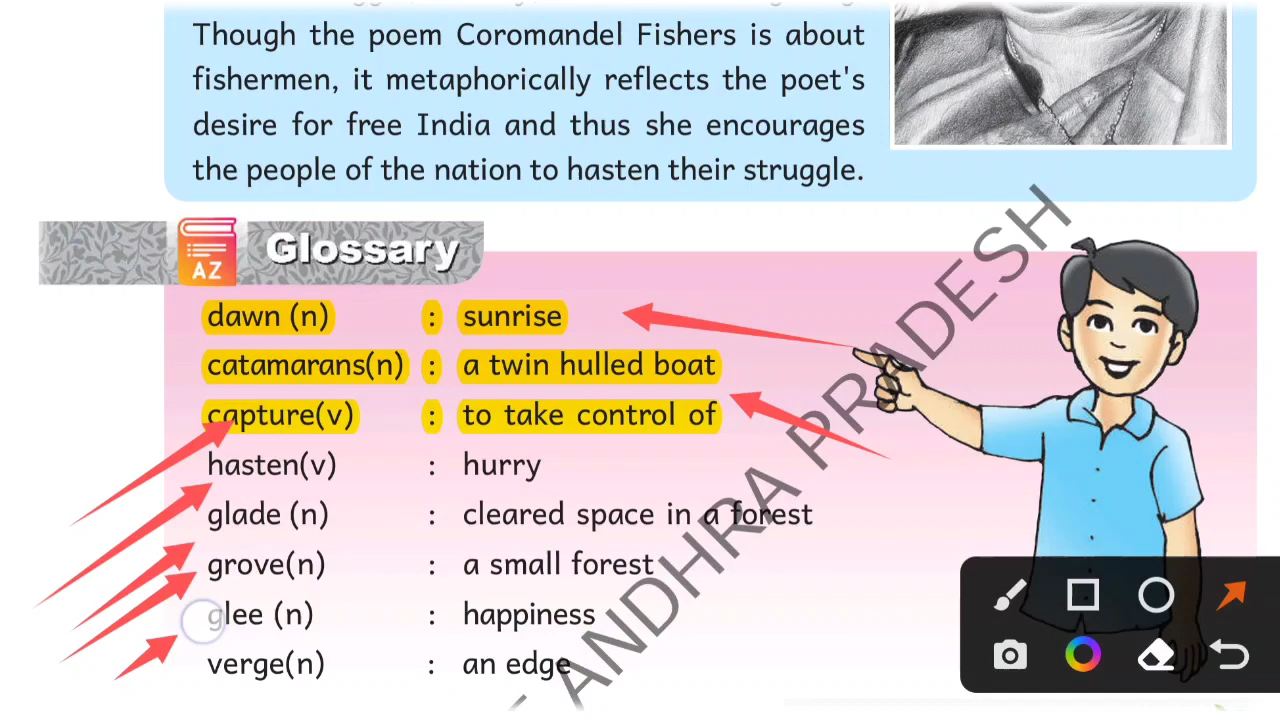 Though the poem Coromandel Fishers is about
fishermen, it metaphorically reflects the poet's
desire for free India and thus she encourages
the people of the nation to hasten their struggle.
AZ
Glossary
dawn (n) : sunrise
catamarans(n) : a twin hulled boat
capture(v) : to take control of
hasten(v) : hurry
glade (n) : cleared space in a forest
grove(n) : a small forest
glee (n) : happiness
verge(n) : an edge
ANDHRA PRADESH